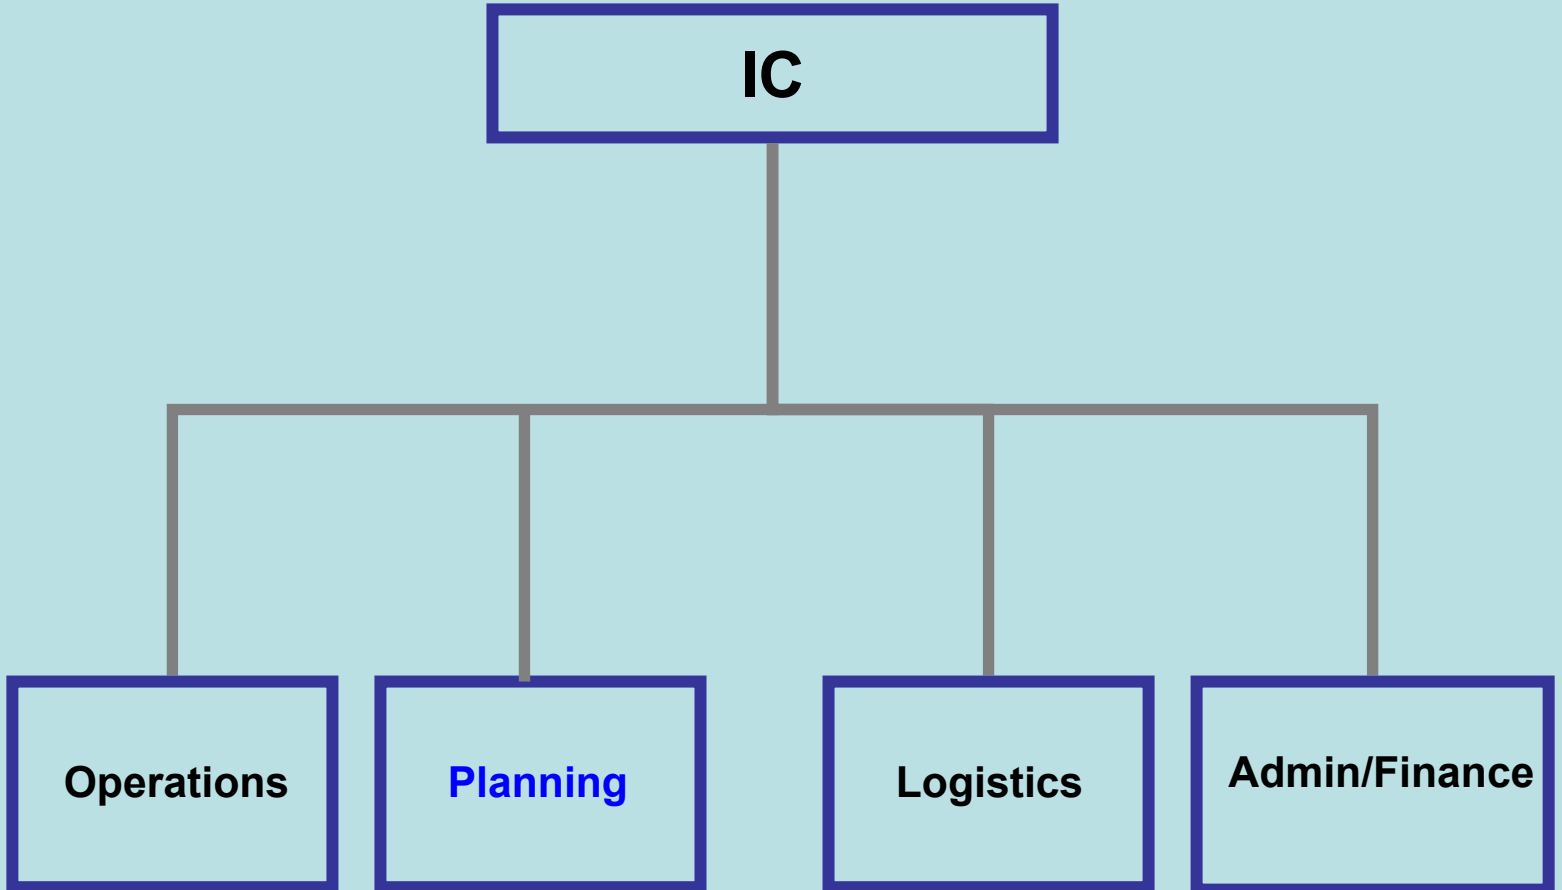 IC
Operations
Planning
Logistics
Admin/Finance